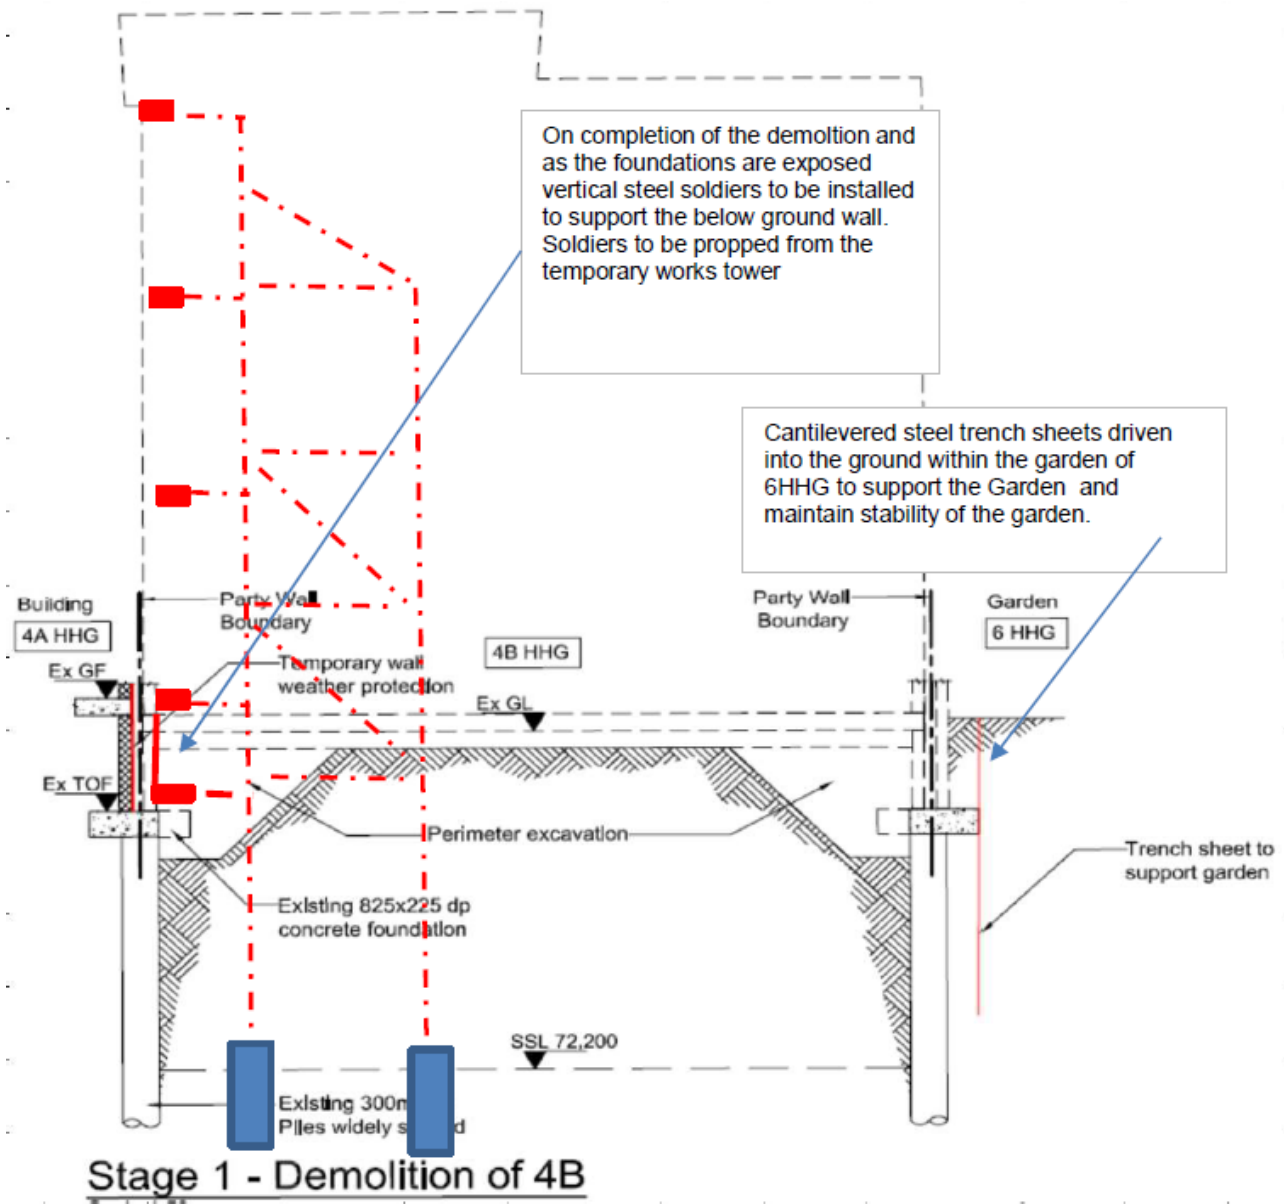 On completion of the demoltion and
as the foundations are exposed
vertical steel soldiers to be installed
to support the below ground wall.
Soldiers to be propped from the
temporary works tower
Cantilevered steel trench sheets driven
into the ground within the garden of
6HHG to support the Garden and
maintain stability of the garden.
Building
4A HHG
Party Wall
Boundary
Party Wall
Boundary
Garden
6 HHG
4B HHG
Ex GF
Temporary wall
weather protection
Ex GL
Ex TOF
Perimeter excavation
Trench sheet to
support garden
Existing 825x225 dp
concrete foundation
SSL 72,200
Existing
Piles widely
Stage 1 - Demolition of 4B